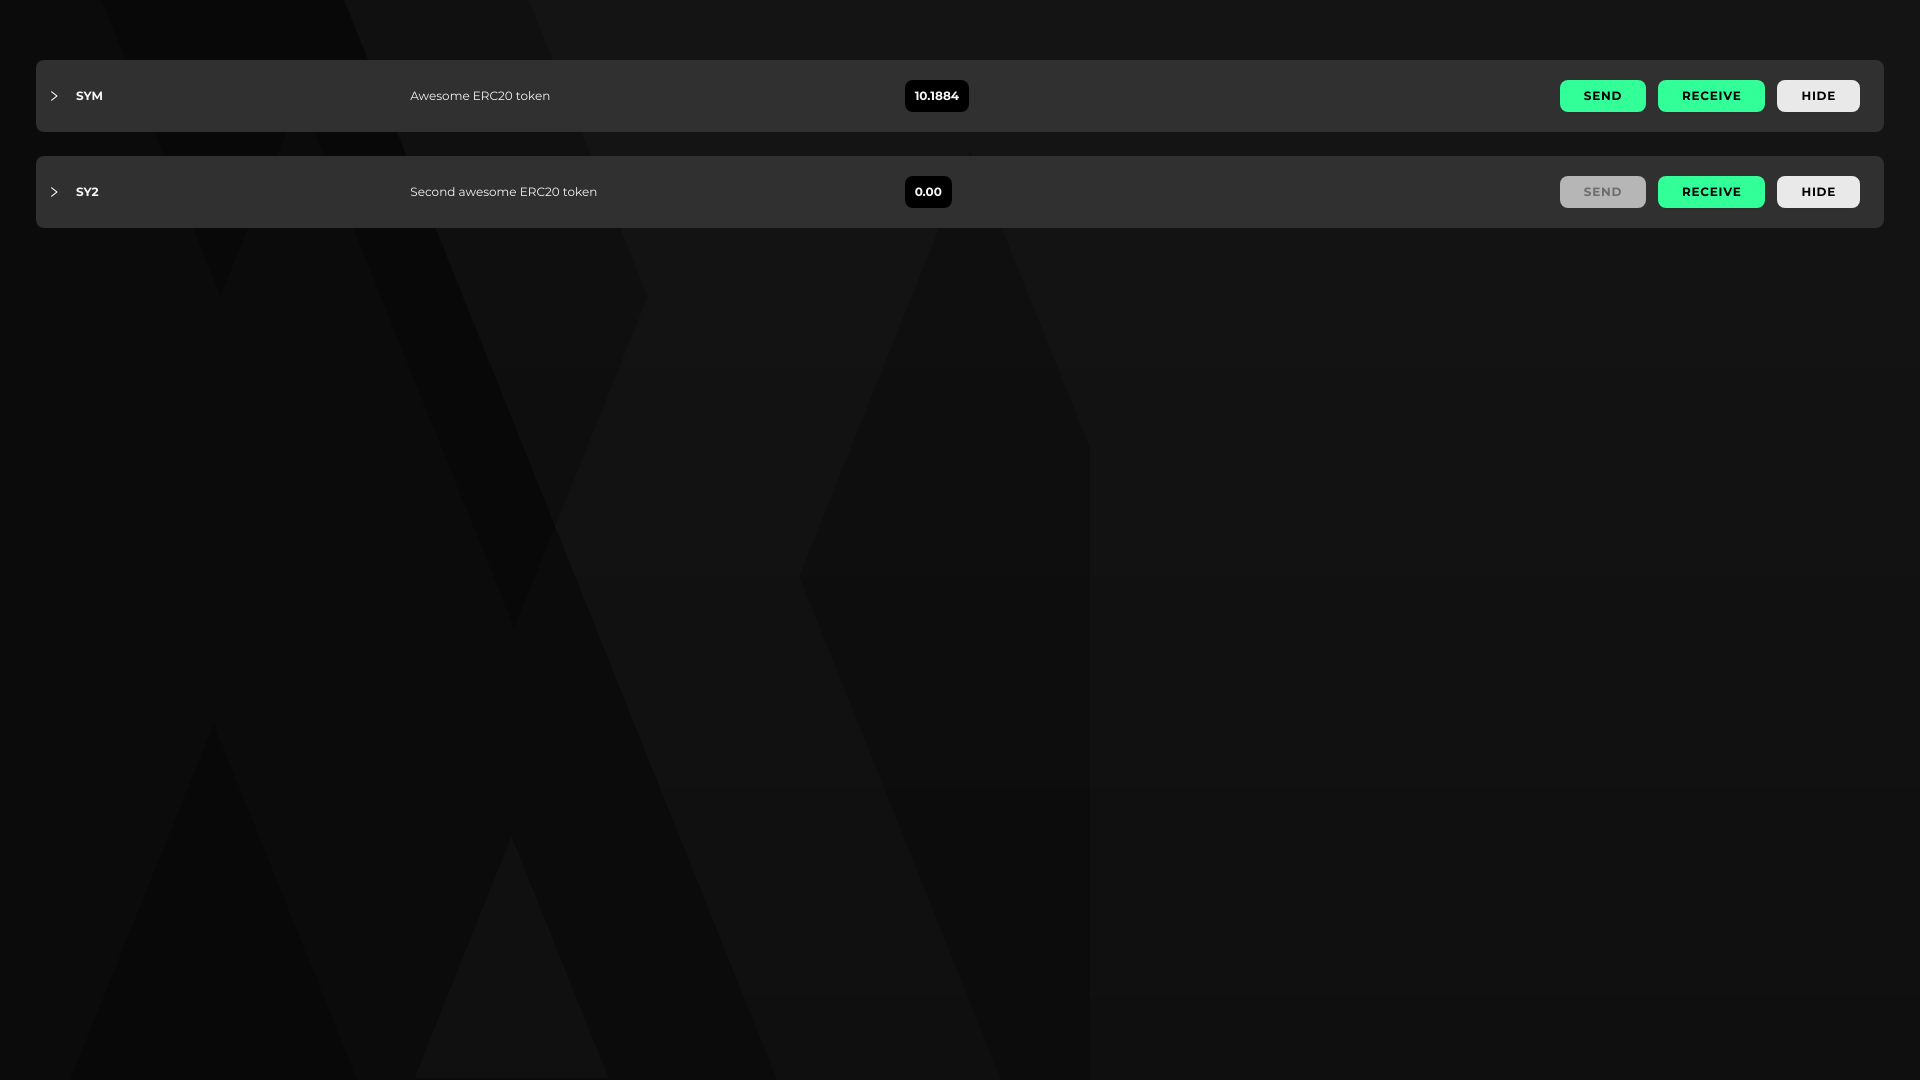 SYM Awesome ERC20 token 10.1884 SEND RECEIVE HIDE
SY2 Second awesome ERC20 token 0.00 SEND RECEIVE HIDE